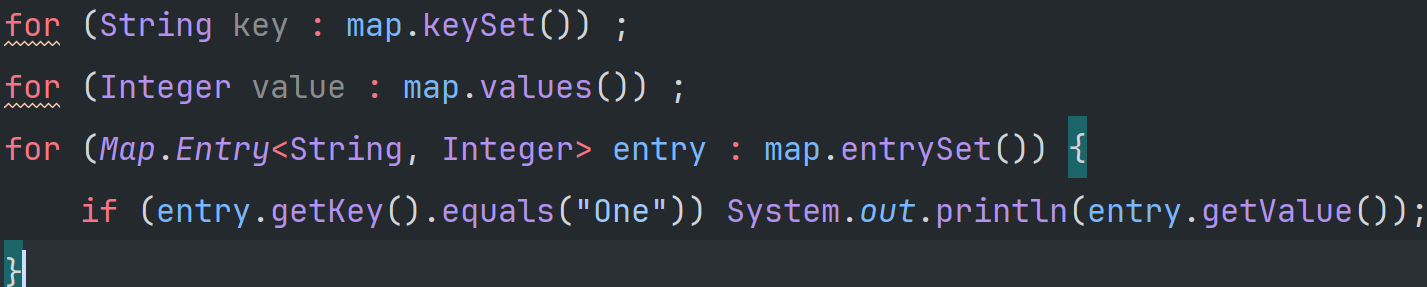 for (String key : map.keySet()) ;
for (Integer value : map.values()) ;
for (Map.Entry<String, Integer> entry : map.entrySet()) {
    if (entry.getKey().equals("One")) System.out.println(entry.getValue());
}